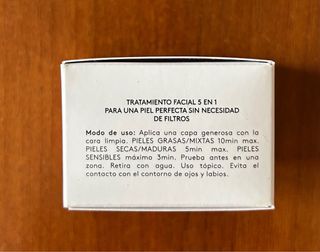 TRATAMIENTO FACIAL 5 EN 1
PARA UNA PIEL PERFECTA SIN NECESIDAD
DE FILTROS
Modo de uso: Aplica una capa generosa con la
cara limpia. PIELES GRASAS/MIXTAS 10min max.
PIELES SECAS/MADURAS 5min max. PIELES
SENSIBLES máximo 3min. Prueba antes en una
zona. Retira con agua. Uso tópico. Evita el
contacto con el contorno de ojos y labios.